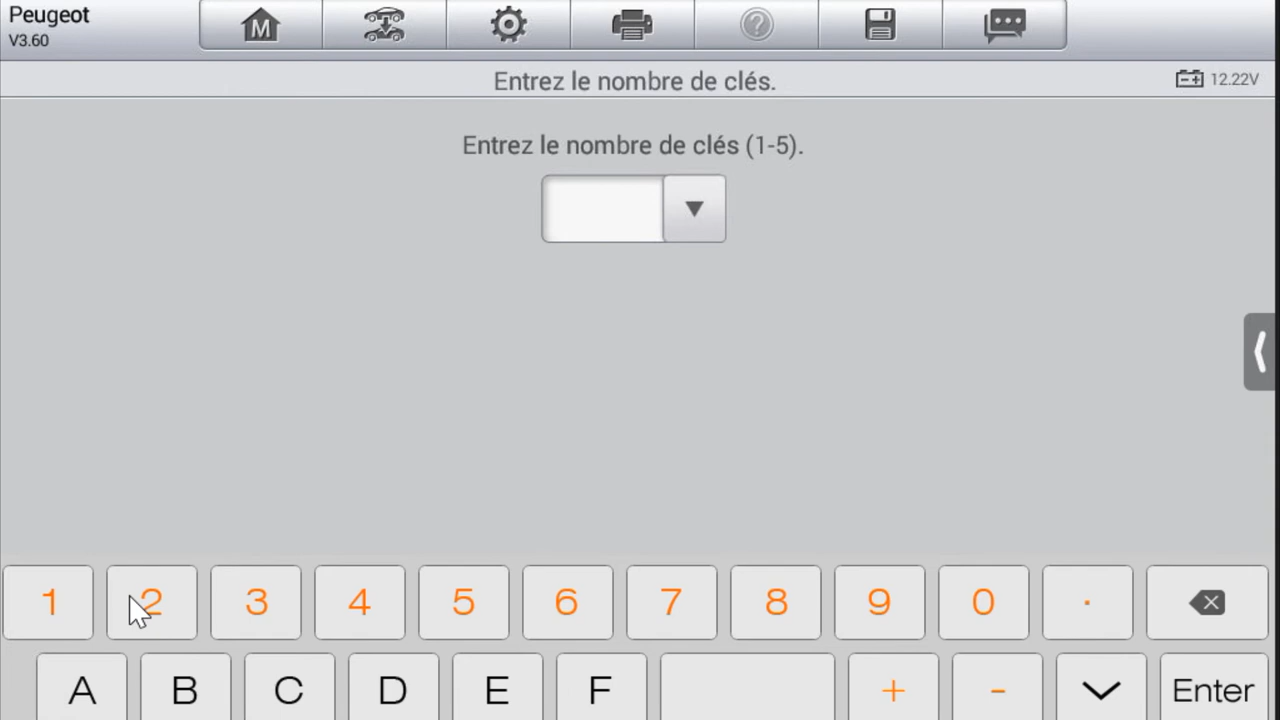 Peugeot
V3.60
M
Entrez le nombre de clés.
12.22V
Entrez le nombre de clés (1-5).
1 2 3 4 5 6 7 8 9 0 .
A B C D E F + - Enter